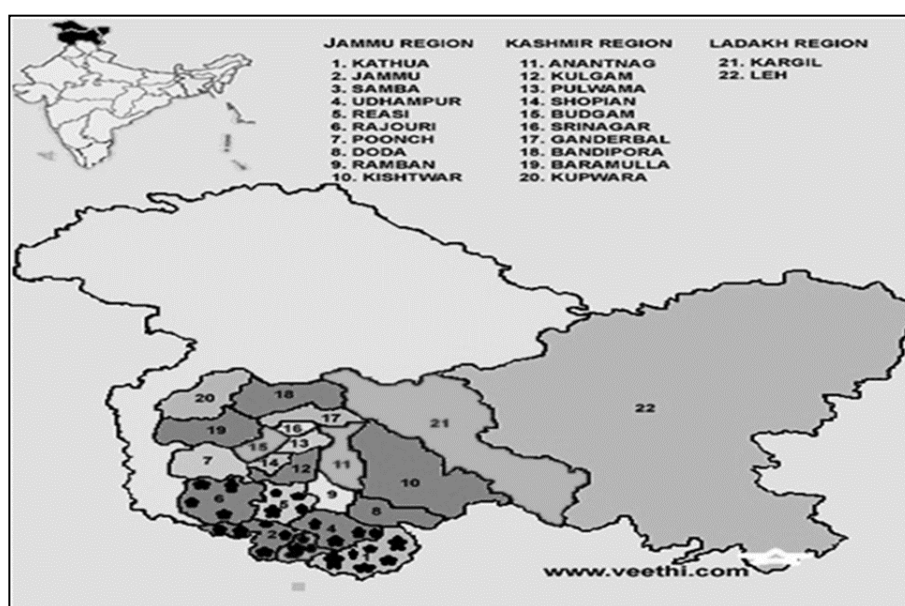 JAMMU REGION
1. KATHUA
2. JAMMU
3. SAMBA
4. UDHAMPUR
5. REASI
6. RAJOURI
7. POONCH
8. DODA
9. RAMBAN
10. KISHTWAR
KASHMIR REGION
11. ANANTNAG
12. KULGAM
13. PULWAMA
14. SHOPIAN
15. BUDGAM
16. SRINAGAR
17. GANDERBAL
18. BANDIPORA
19. BARAMULLA
20. KUPWARA
LADAKH REGION
21. KARGIL
22. LEH
20
18
22
17
21
19
16
13
15
11
7
14
12
10
9
6
5
8
4
2
1
www.veethi.com